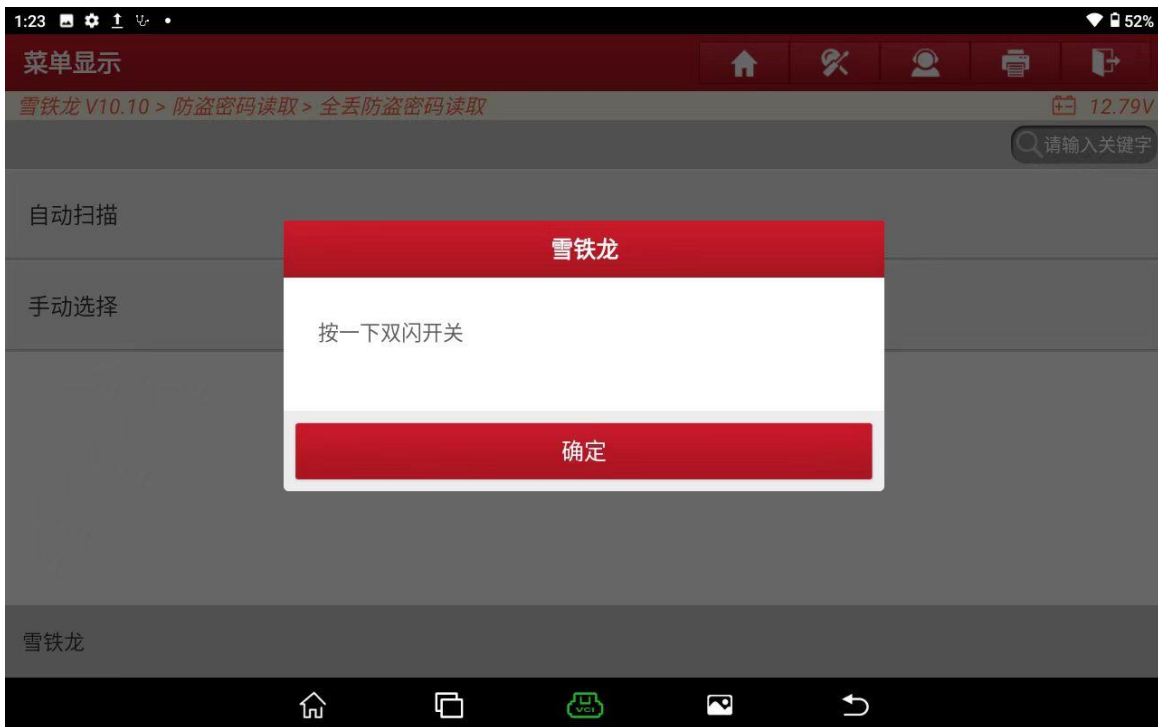 1:23
52%
菜单显示
雪铁龙 V10.10 > 防盗密码读取 > 全丢防盗密码读取
12.79V
请输入关键字
自动扫描
雪铁龙
手动选择
按一下双闪开关
确定
雪铁龙
VCI